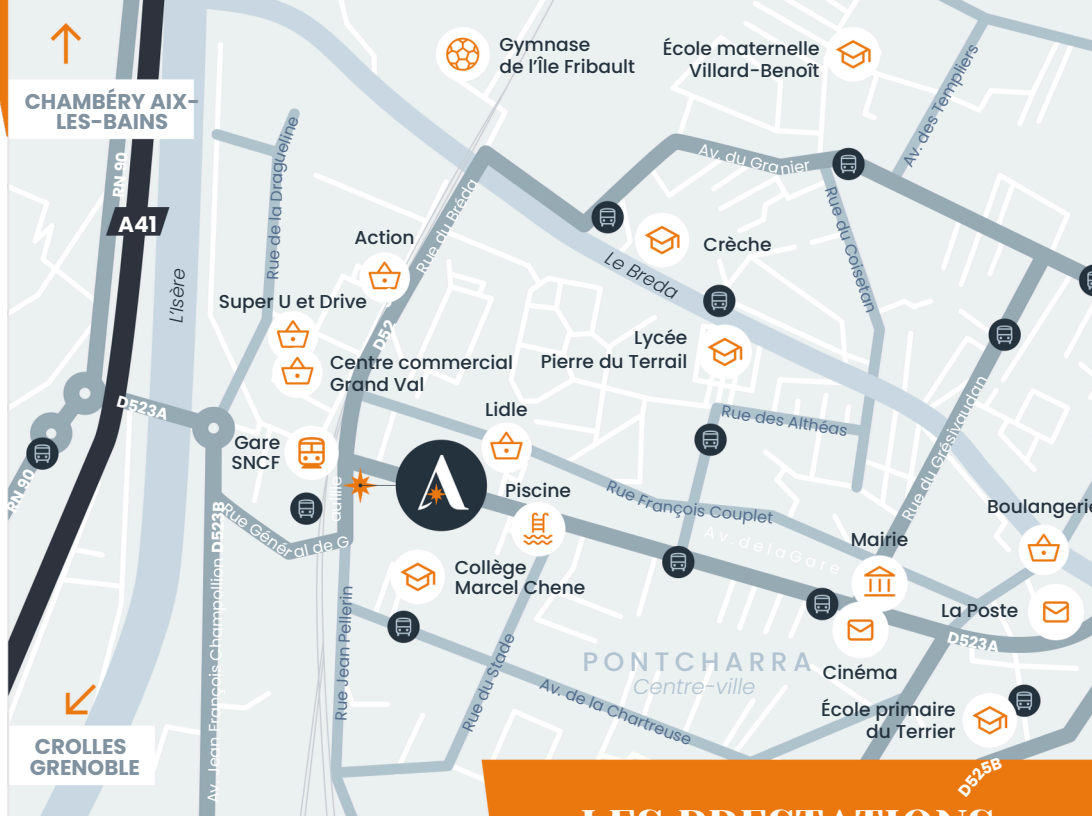 Gymnase
de l'Île Fribault
École maternelle
Villard-Benoît
CHAMBÉRY AIX-
LES-BAINS
RN 90
A41
Rue de la Dragueline
L'Isère
Action
Rue du Bréda
Av. du Granier
Av. des Templiers
Rue du Coisetan
Crèche
Le Breda
Super U et Drive
D52
Centre commercial
Grand Val
Lycée
Pierre du Terrail
D523A
Lidle
Rue des Althéas
Gare
SNCF
A
Piscine
Rue François Couplet
Rue du Grésivaudan
RN 90
Rue Général de G
aulle
Av. de la Gare
Boulangerie
Mairie
Collège
Marcel Chene
La Poste
D523A
Av. Jean François Champollion D523B
Rue Jean Pellerin
Rue du Stade
PONTCHARRA
Centre-ville
Cinéma
Av. de la Chartreuse
École primaire
du Terrier
CROLLES
GRENOBLE
D525B
LES PRESTATIONS